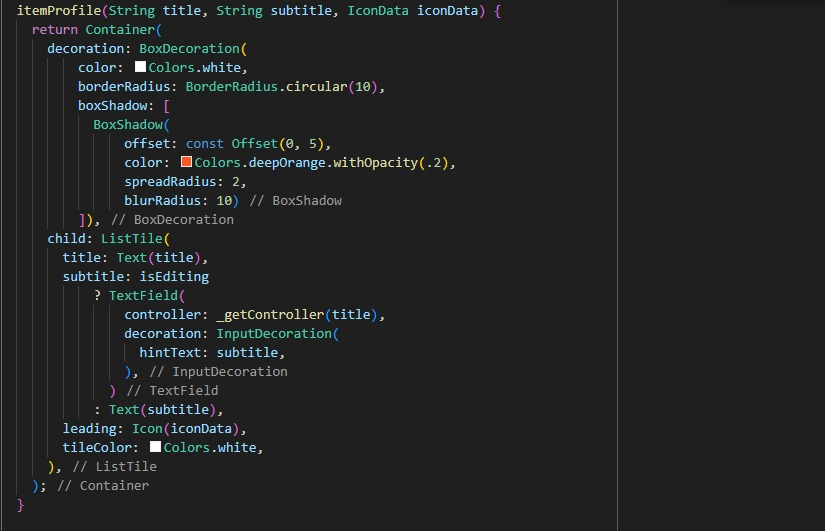 itemProfile(String title, String subtitle, IconData iconData) {
  return Container(
    decoration: BoxDecoration(
        color: Colors.white,
        borderRadius: BorderRadius.circular(10),
        boxShadow: [
          BoxShadow(
              offset: const Offset(0, 5),
              color: Colors.deepOrange.withOpacity(.2),
              spreadRadius: 2,
              blurRadius: 10) // BoxShadow
        ]), // BoxDecoration
    child: ListTile(
      title: Text(title),
      subtitle: isEditing
          ? TextField(
              controller: _getController(title),
              decoration: InputDecoration(
                hintText: subtitle,
              ), // InputDecoration
            ) // TextField
          : Text(subtitle),
      leading: Icon(iconData),
      tileColor: Colors.white,
    ), // ListTile
  ); // Container
}